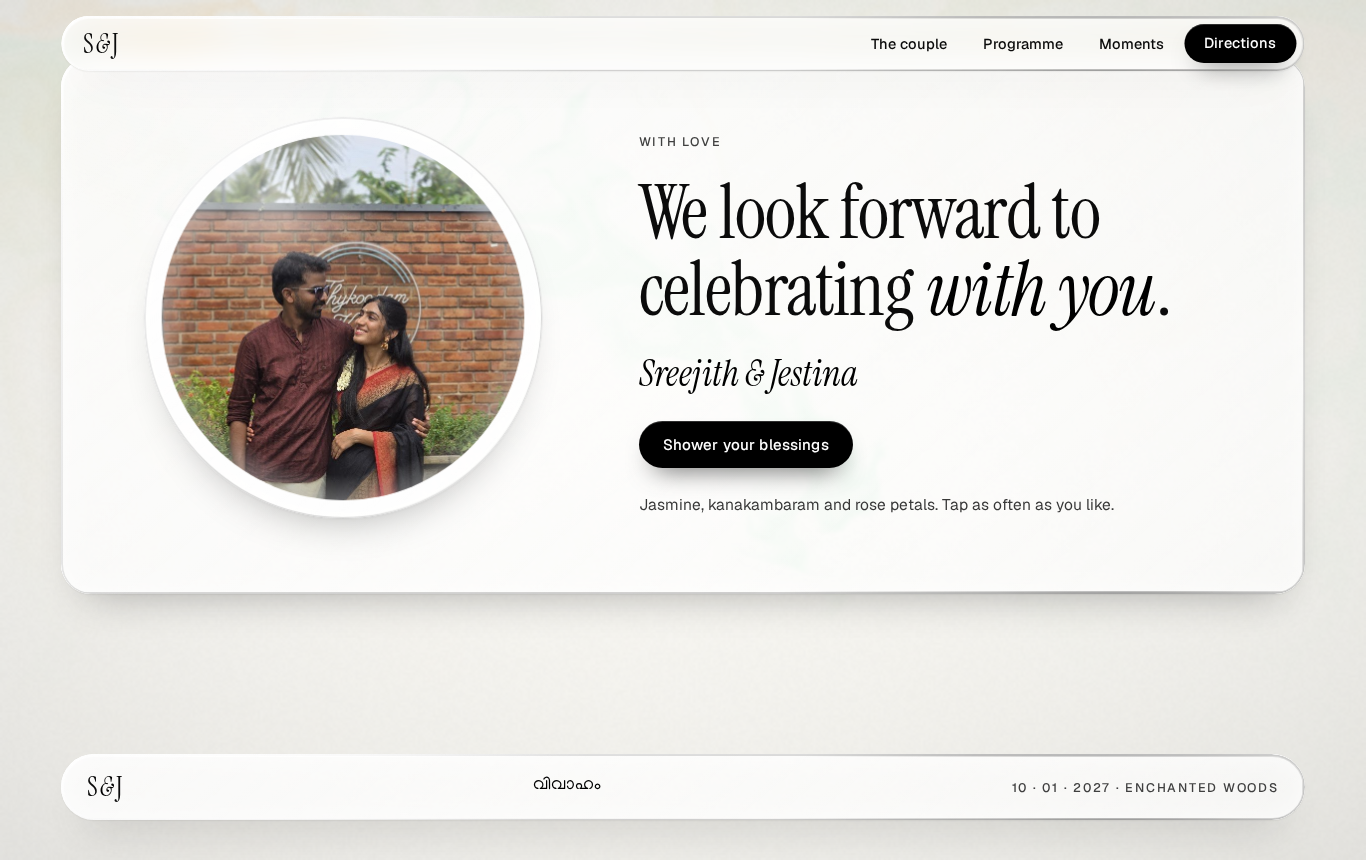 S&J
The couple
Programme
Moments
Directions
WITH LOVE
We look forward to
celebrating with you.
Sreejith & Jestina
Shower your blessings
Jasmine, kanakambaram and rose petals. Tap as often as you like.
S&J
വിവാഹം
10 · 01 · 2027 · ENCHANTED WOODS